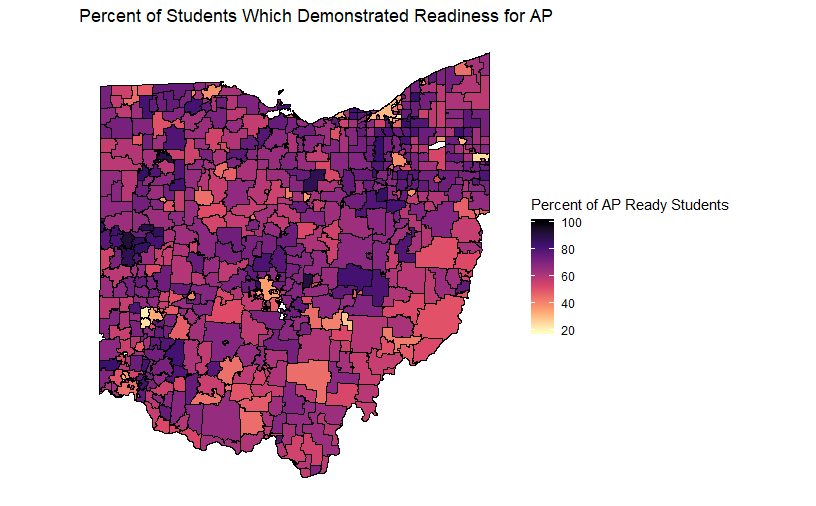 Percent of Students Which Demonstrated Readiness for AP
Percent of AP Ready Students
100
80
60
40
20